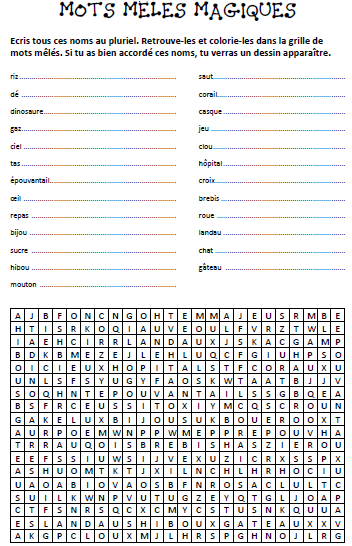 MOTS MELES MAGIQUES
Ecris tous ces noms au pluriel. Retrouve-les et colorie-les dans la grille de
mots mêlés. Si tu as bien accordé ces noms, tu verras un dessin apparaître.
riz
dé
dinosaure
gaz
ciel
tas
épouvantail
œil
repas
bijou
sucre
hibou
mouton
saut
corail
casque
jeu
clou
hôpital
croix
brebis
roue
landau
chat
gâteau
A J B F O N C N G O H T E M M A J E U S R M B E
H T I S R K O Q I A U V E O U L F V R Z T W L E
I A E H C I R R L A N D A U X J S K A C G A M P
B D K B M E Z E J L E H L U Q C F G I U H P S O
O I C I E U X H O P I T A L S T F C O R A U X U
U N L S F S Y U G Y F A O S K W T A A T B J J V
S O Q H N T E P O U V A N T A I L S S G B Q E A
B S F R C E U S S I T O X I Y M C Q S C R O U N
G A K E L U X B I J O U S U K B O U E R O O X T
A U R P O E M W N P P W M E P P R E P O U V H A
T R R A U Q O I S B R E B I S H A S Z I E R O U
E E F S S I U W S I J V E X U Z I C R X S S P X
A S H U O M T K T J X I L N C H L H R H O C I U
U A O A B I O V A O S B F N R O S A C L U L T C
S U I L K W N P V U T U G Z E Y Q T G L J O A P
C T F S N R S Q C X C M Y C S T U S N K Q U U A
E S L A N D A U S H I B O U X G A T E A U X X V
A K G P C L O U X M J L H R S P G H N O J L R G